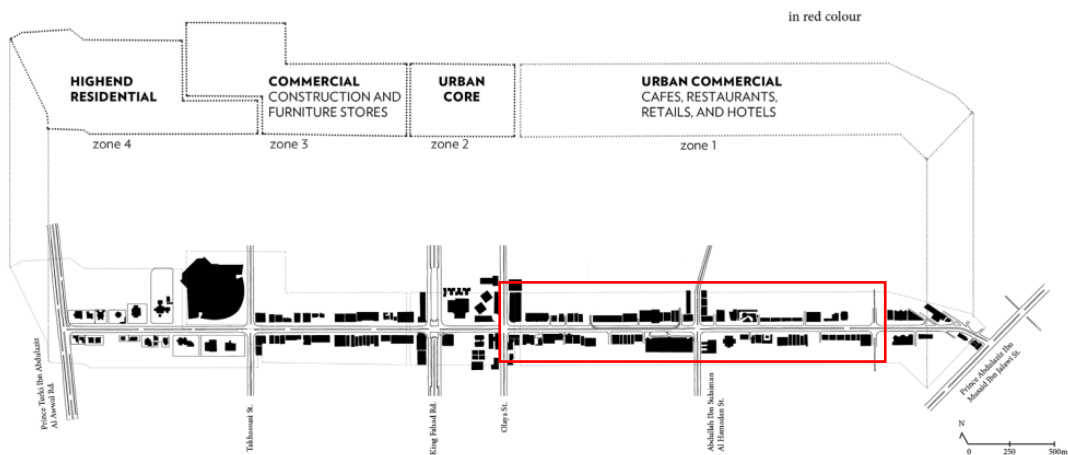 in red colour
HIGHEND
RESIDENTIAL
COMMERCIAL
CONSTRUCTION AND
FURNITURE STORES
URBAN
CORE
URBAN COMMERCIAL
CAFES, RESTAURANTS,
RETAILS, AND HOTELS
zone 4
zone 3
zone 2
zone 1
Prince Turki Ibn Abdulaziz
Al Awwal Rd.
Takhassusi St.
King Fahad Rd.
Olaya St.
Abdullah Ibn Sulaiman
Al Hamadan St.
Prince Abdulaziz Ibn
Musaid Ibn Jalawi St.
N
0 250 500m